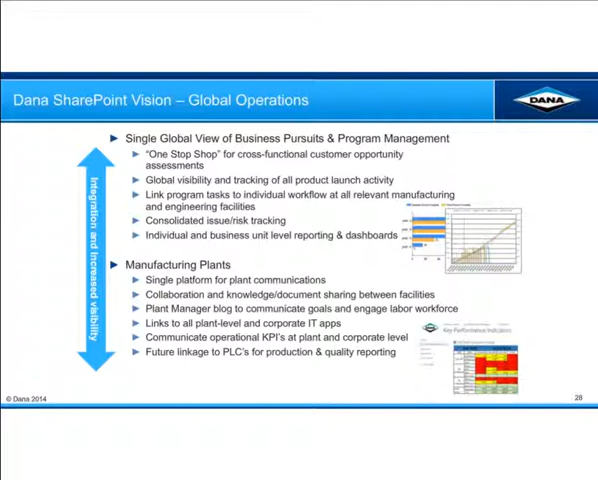 Dana SharePoint Vision – Global Operations
DANA
Integration and increased visibility
► Single Global View of Business Pursuits & Program Management
► “One Stop Shop” for cross-functional customer opportunity
assessments
► Global visibility and tracking of all product launch activity
► Link program tasks to individual workflow at all relevant manufacturing
and engineering facilities
► Consolidated issue/risk tracking
► Individual and business unit level reporting & dashboards
► Manufacturing Plants
► Single platform for plant communications
► Collaboration and knowledge/document sharing between facilities
► Plant Manager blog to communicate goals and engage labor workforce
► Links to all plant-level and corporate IT apps
► Communicate operational KPI's at plant and corporate level
► Future linkage to PLC's for production & quality reporting
Key Performance Indicators
© Dana 2014
28